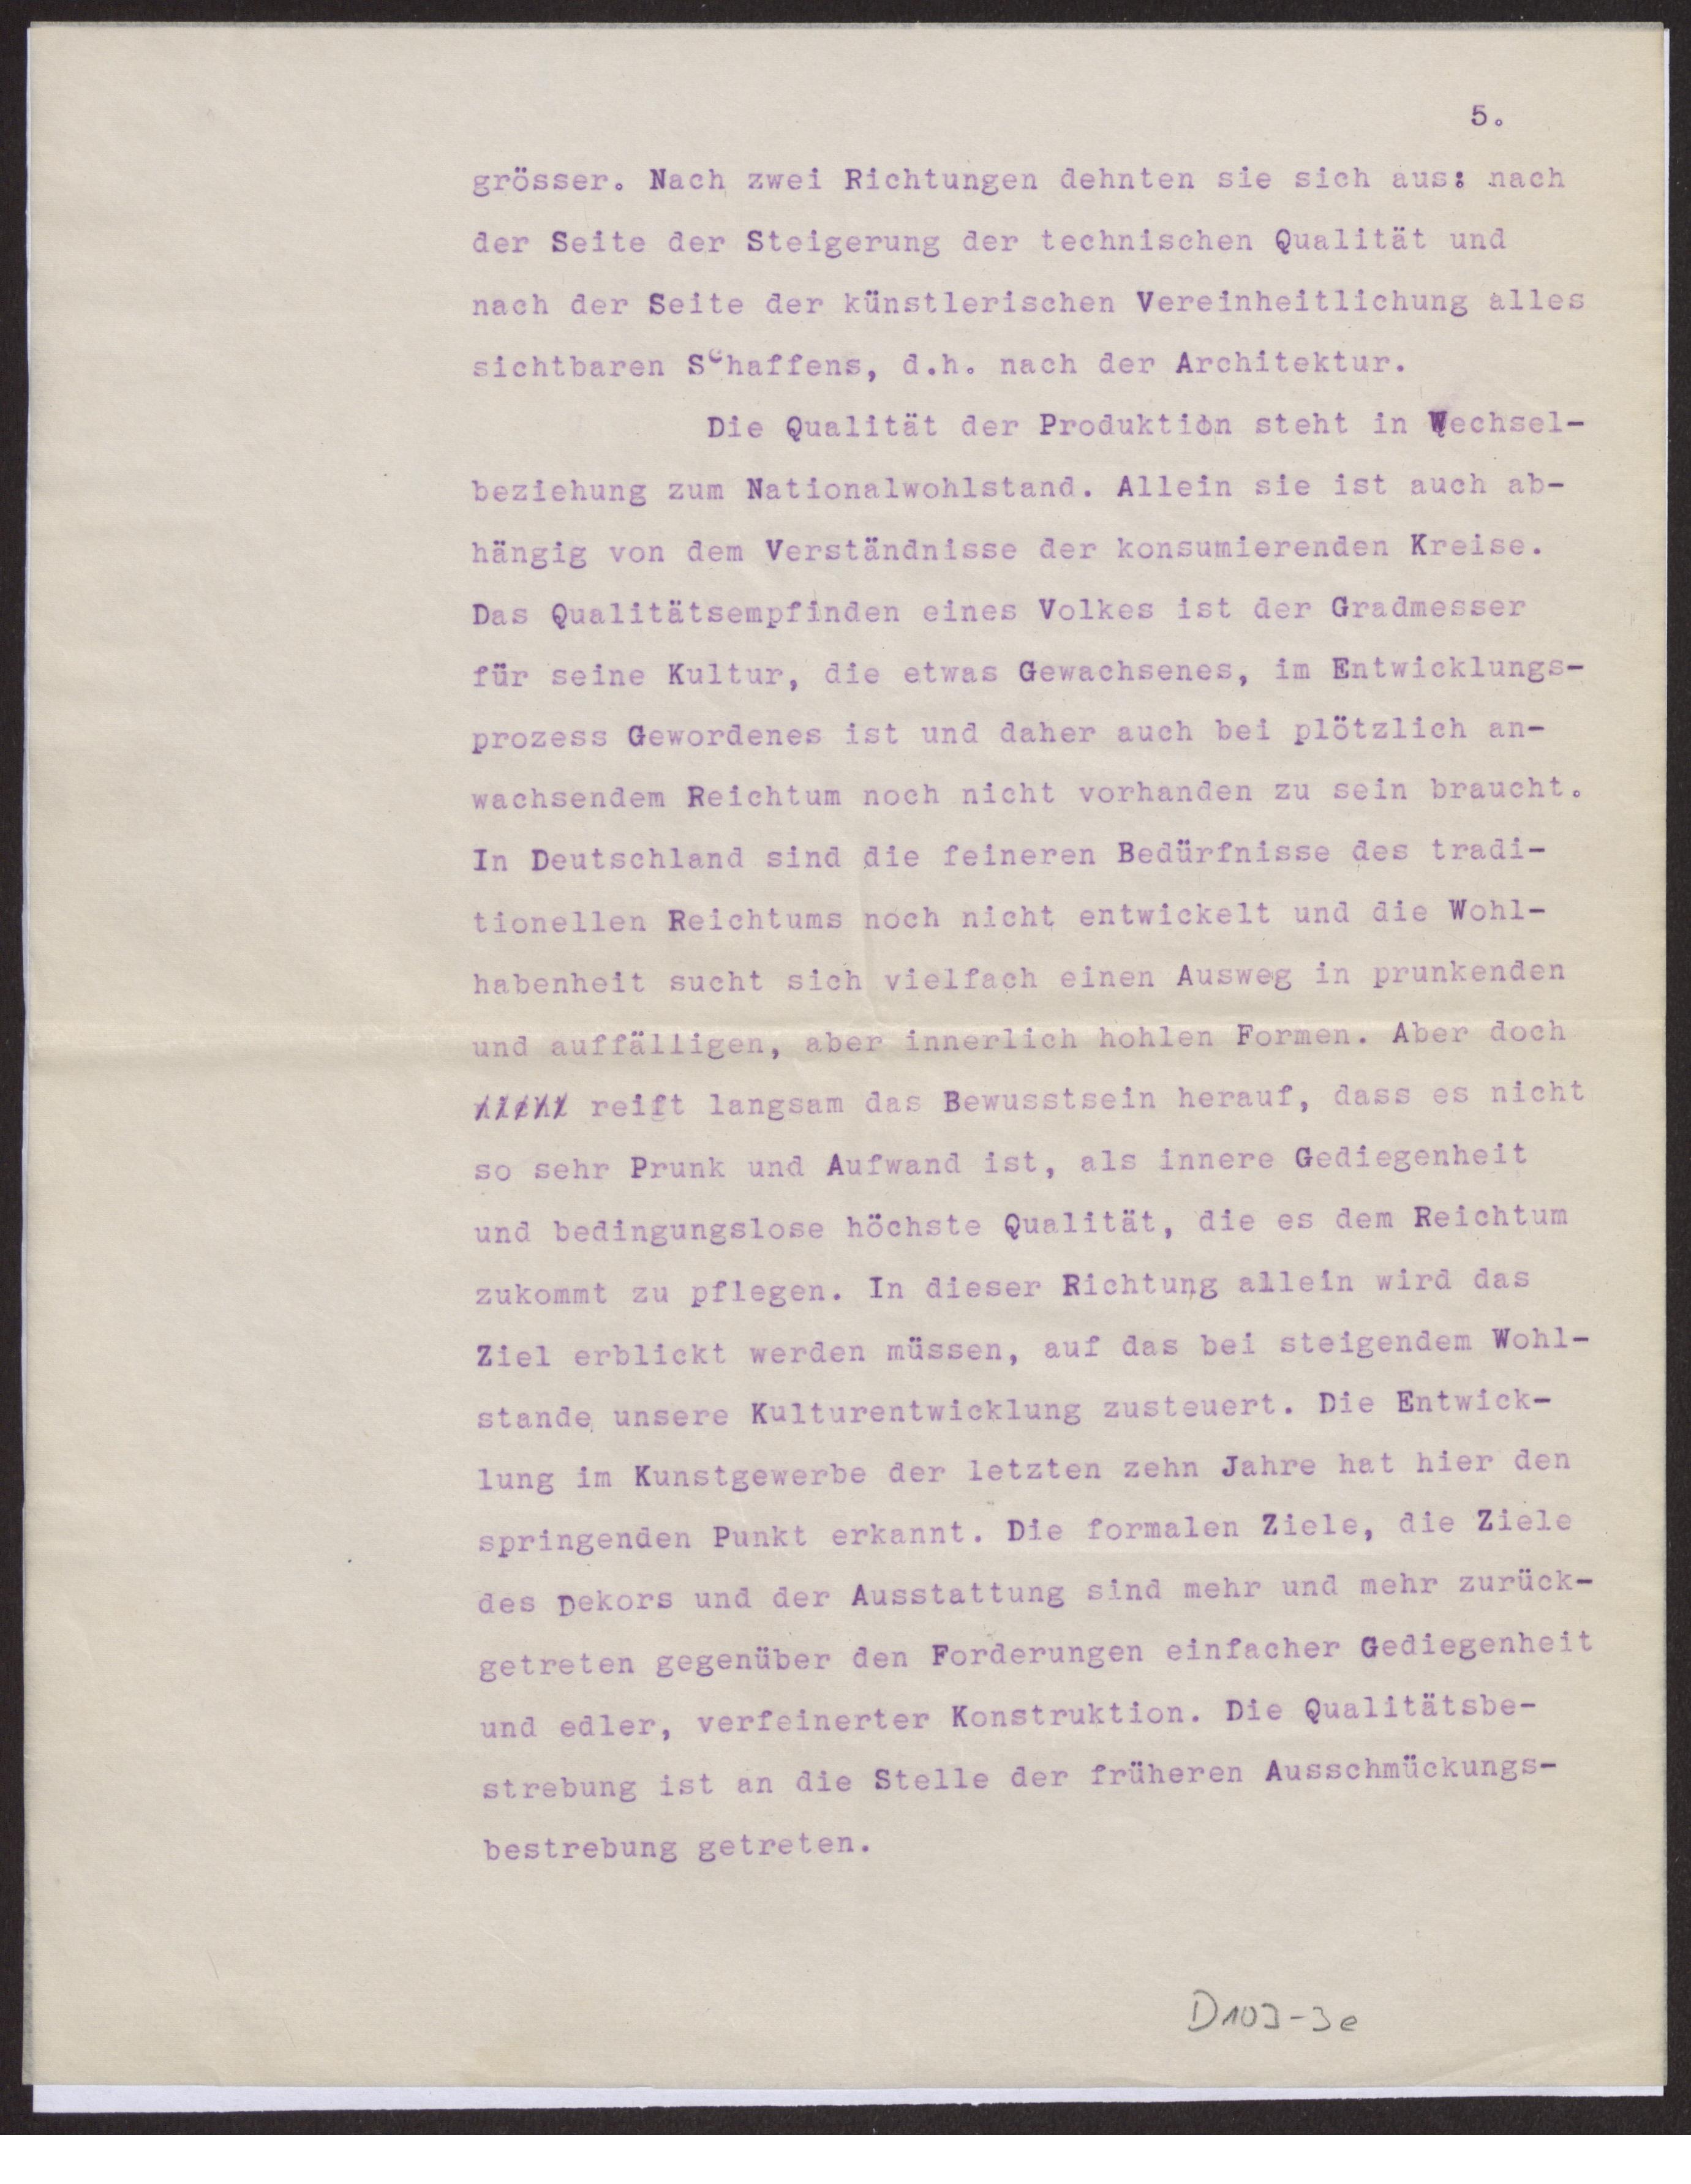 5.
grösser. Nach zwei Richtungen dehnten sie sich aus: nach
der Seite der Steigerung der technischen Qualität und
nach der Seite der künstlerischen Vereinheitlichung alles
sichtbaren Schaffens, d.h. nach der Architektur.
Die Qualität der Produktion steht in Wechsel-
beziehung zum Nationalwohlstand. Allein sie ist auch ab-
hängig von dem Verständnisse der konsumierenden Kreise.
Das Qualitätsempfinden eines Volkes ist der Gradmesser
für seine Kultur, die etwas Gewachsenes, im Entwicklungs-
prozess Gewordenes ist und daher auch bei plötzlich an-
wachsendem Reichtum noch nicht vorhanden zu sein braucht.
In Deutschland sind die feineren Bedürfnisse des tradi-
tionellen Reichtums noch nicht entwickelt und die Wohl-
habenheit sucht sich vielfach einen Ausweg in prunkenden
und auffälligen, aber innerlich hohlen Formen. Aber doch
reift langsam das Bewusstsein herauf, dass es nicht
so sehr Prunk und Aufwand ist, als innere Gediegenheit
und bedingungslose höchste Qualität, die es dem Reichtum
zukommt zu pflegen. In dieser Richtung allein wird das
Ziel erblickt werden müssen, auf das bei steigendem Wohl-
stande unsere Kulturentwicklung zusteuert. Die Entwick-
lung im Kunstgewerbe der letzten zehn Jahre hat hier den
springenden Punkt erkannt. Die formalen Ziele, die Ziele
des Dekors und der Ausstattung sind mehr und mehr zurück-
getreten gegenüber den Forderungen einfacher Gediegenheit
und edler, verfeinerter Konstruktion. Die Qualitätsbe-
strebung ist an die Stelle der früheren Ausschmückungs-
bestrebung getreten.
D103-3e